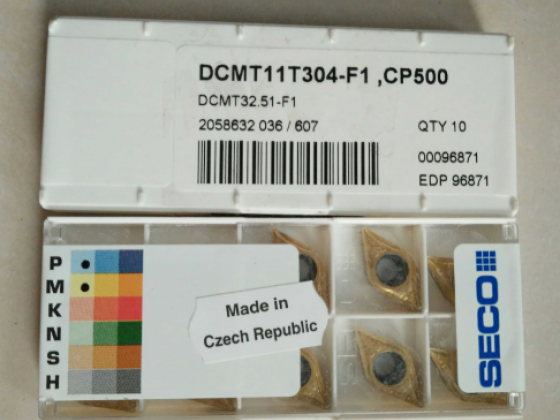 DCMT11T304-F1 ,CP500
DCMT32.51-F1
2058632 036 / 607
QTY 10
00096871
EDP 96871
P
M
K
N
S
H
Made in
Czech Republic
SECO